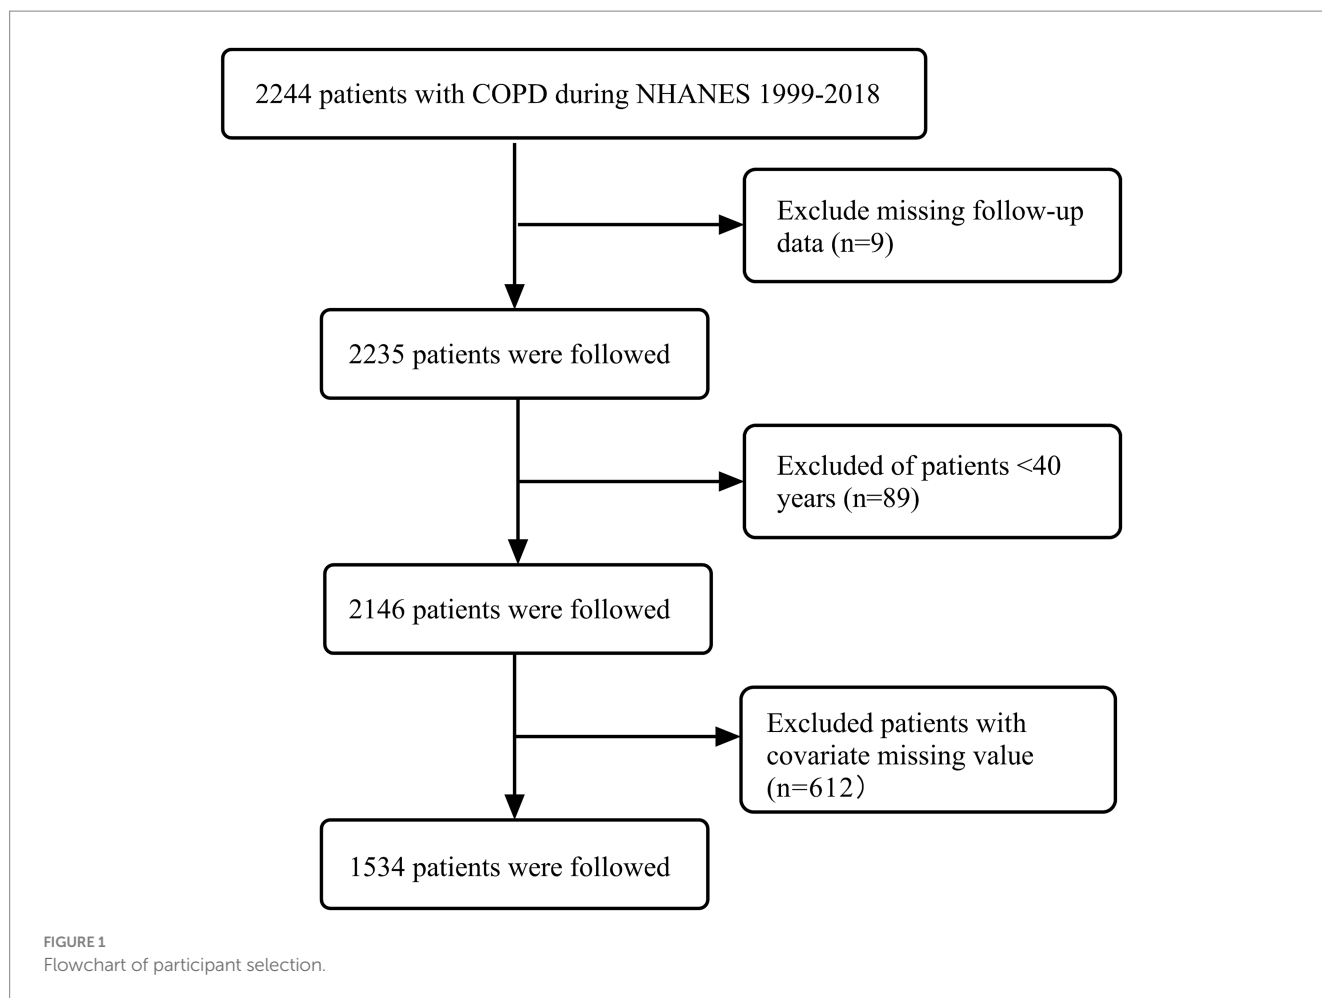 2244 patients with COPD during NHANES 1999-2018
Exclude missing follow-up
data (n=9)
2235 patients were followed
Excluded of patients <40
years (n=89)
2146 patients were followed
Excluded patients with
covariate missing value
(n=612）
1534 patients were followed
FIGURE 1
Flowchart of participant selection.